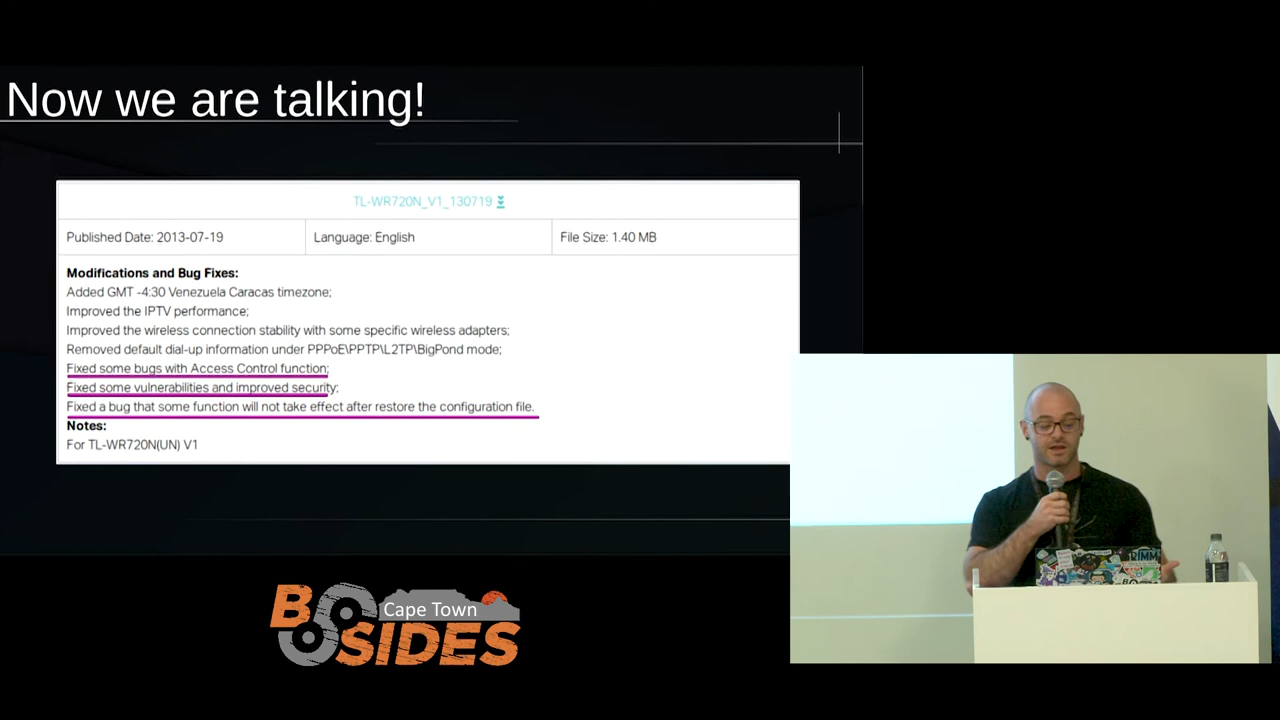 Now we are talking!
TL-WR720N_V1_130719
Published Date: 2013-07-19
Language: English
File Size: 1.40 MB
Modifications and Bug Fixes:
Added GMT -4:30 Venezuela Caracas timezone;
Improved the IPTV performance;
Improved the wireless connection stability with some specific wireless adapters;
Removed default dial-up information under PPPoE\PPTP\L2TP\BigPond mode;
Fixed some bugs with Access Control function;
Fixed some vulnerabilities and improved security;
Fixed a bug that some function will not take effect after restore the configuration file.
Notes:
For TL-WR720N(UN) V1
BSIDES
Cape Town